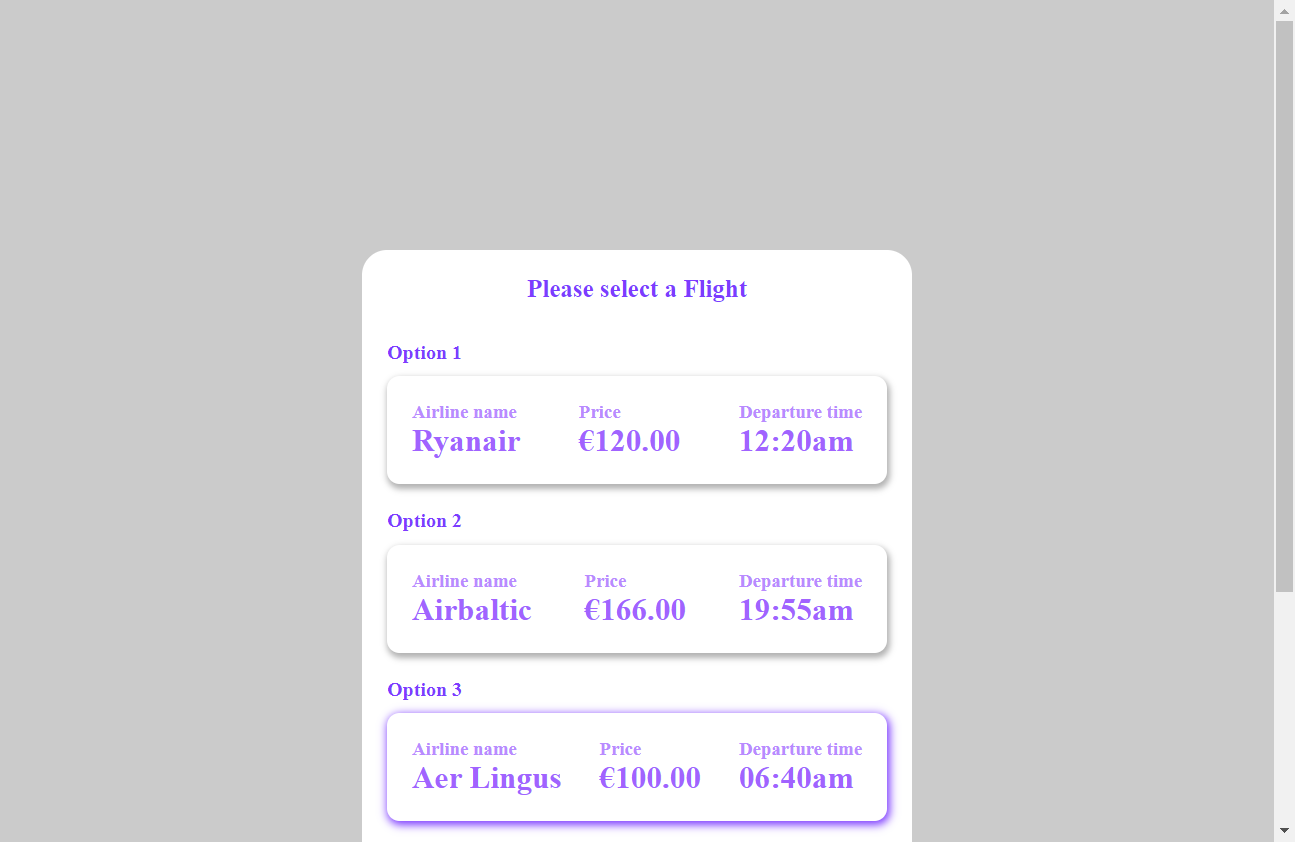 Please select a Flight
Option 1
Airline name Price Departure time
Ryanair €120.00 12:20am
Option 2
Airline name Price Departure time
Airbaltic €166.00 19:55am
Option 3
Airline name Price Departure time
Aer Lingus €100.00 06:40am